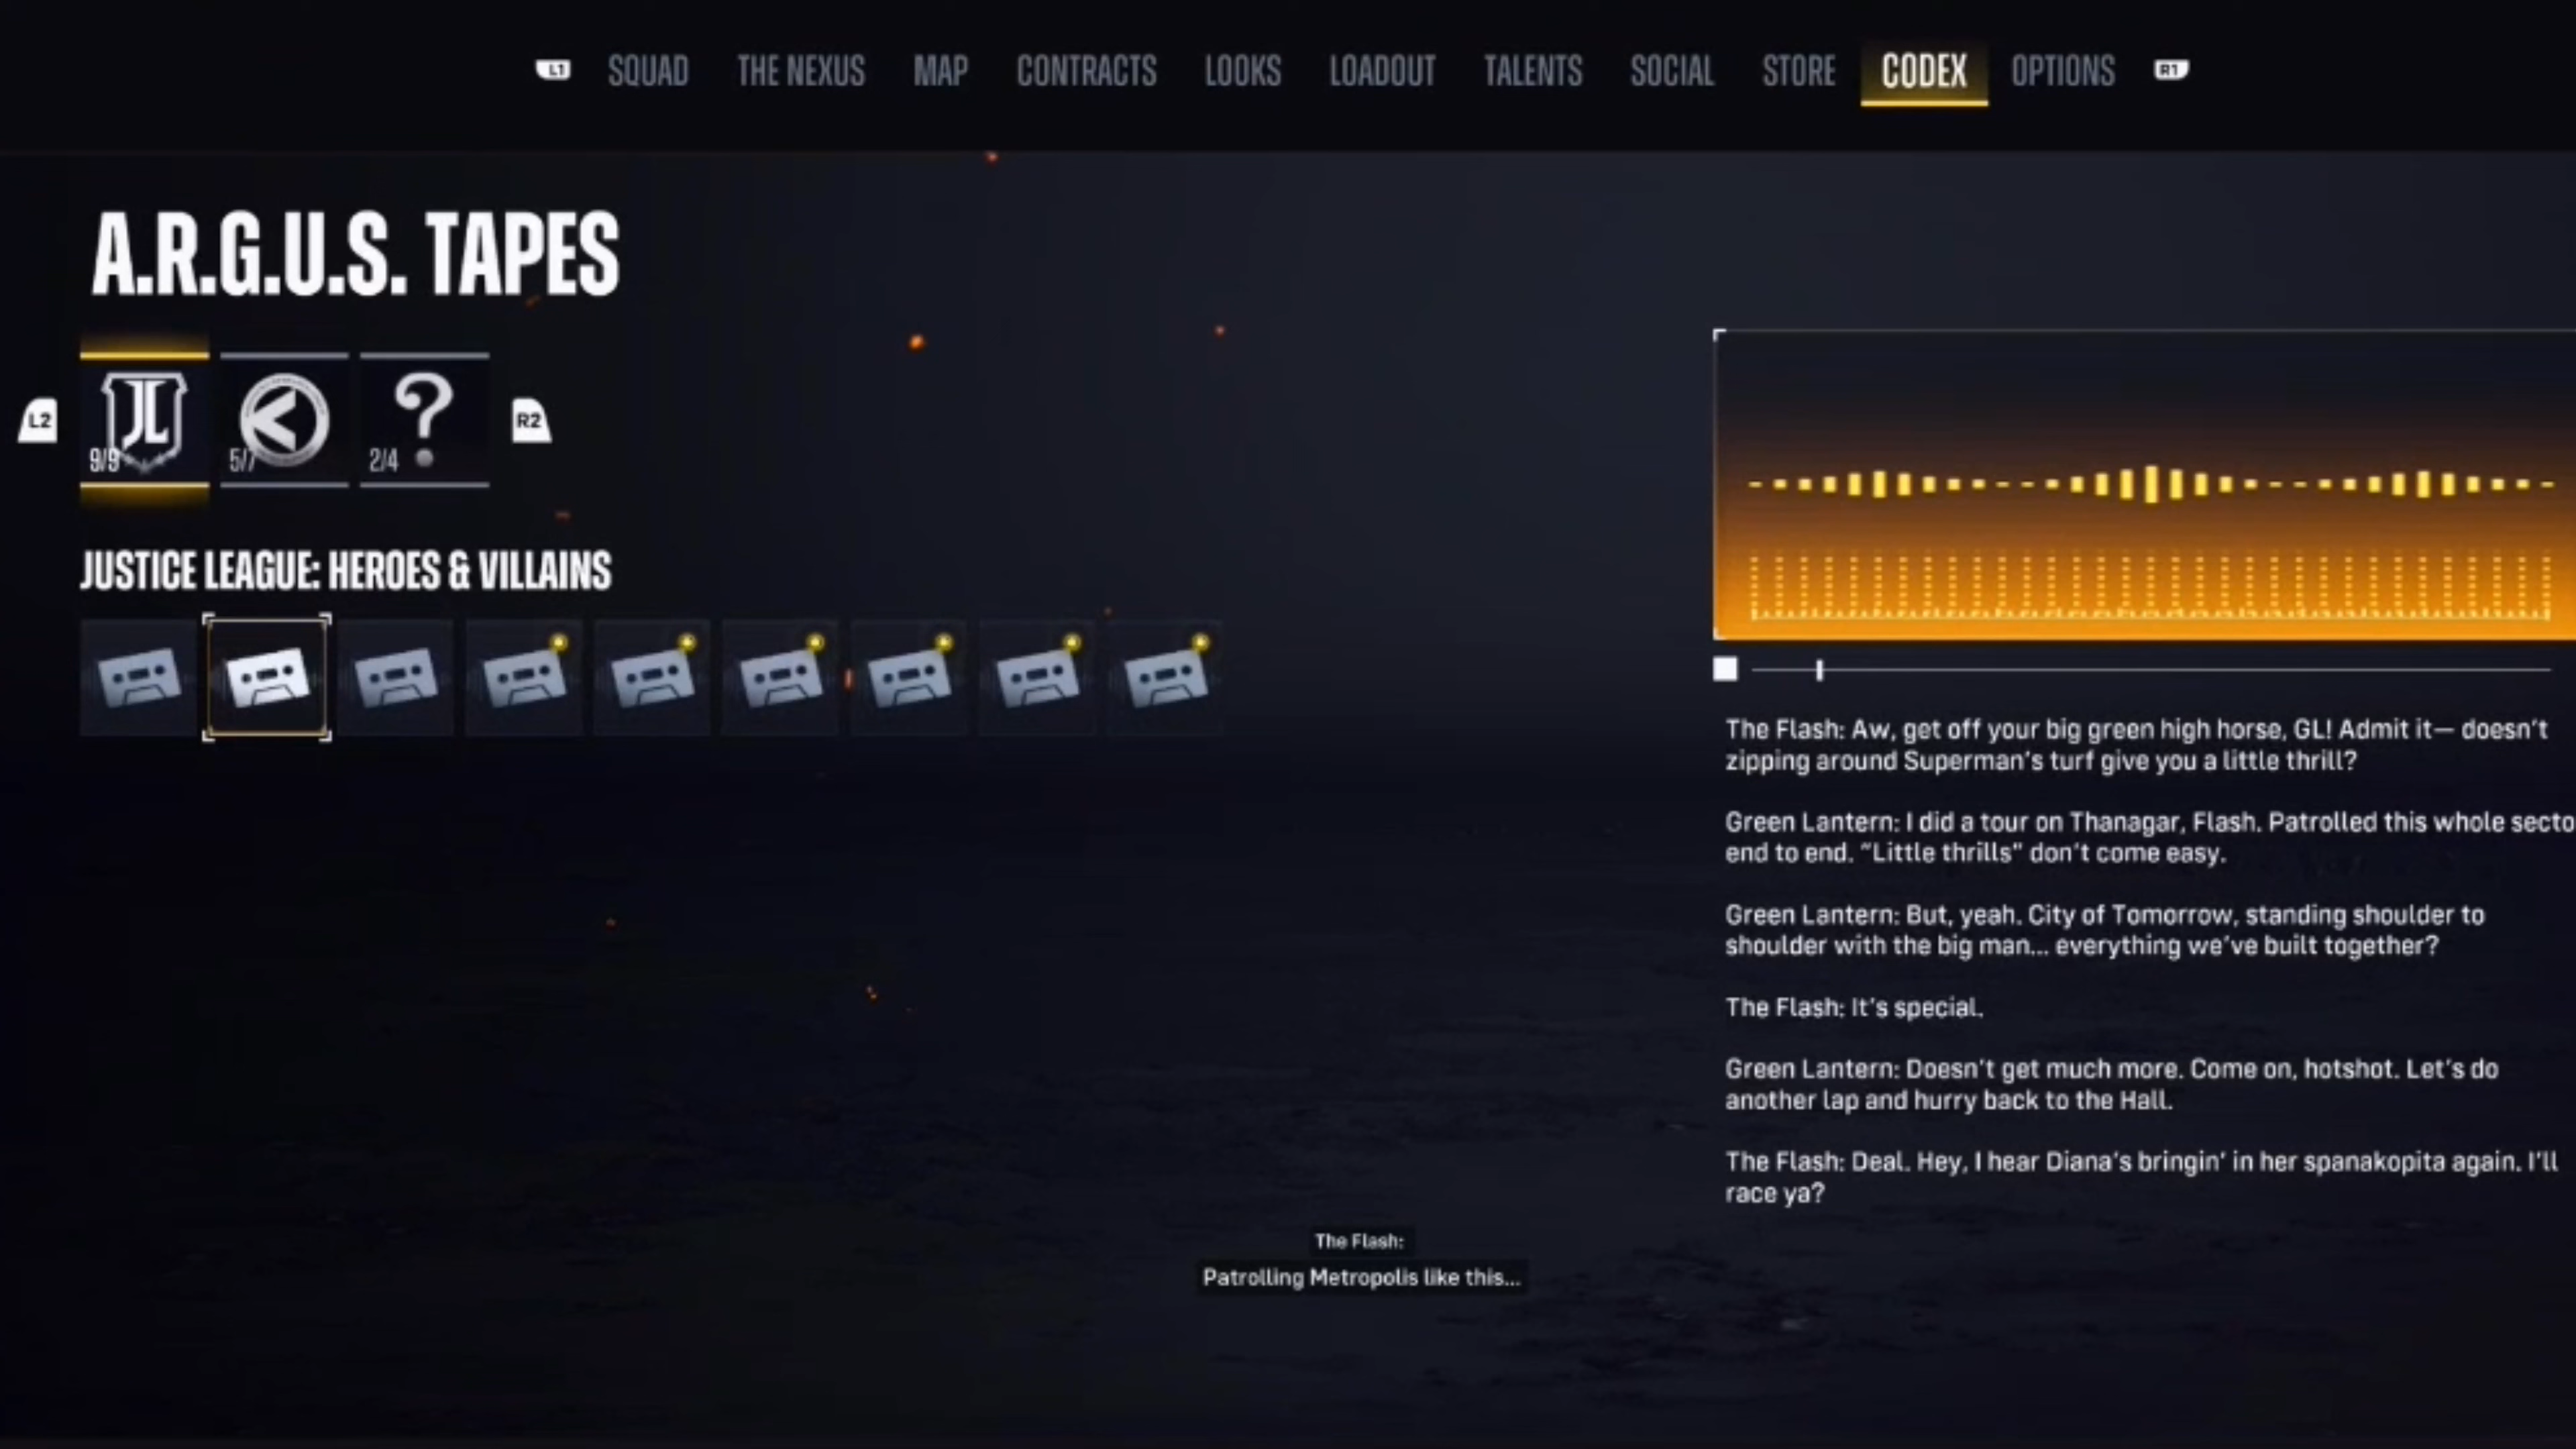 L1 SQUAD THE NEXUS MAP CONTRACTS LOOKS LOADOUT TALENTS SOCIAL STORE CODEX OPTIONS R1
A.R.G.U.S. TAPES
L2 JL 9/9 5/7 ? 2/4 R2
JUSTICE LEAGUE: HEROES & VILLAINS
The Flash: Aw, get off your big green high horse, GL! Admit it— doesn't
zipping around Superman's turf give you a little thrill?
Green Lantern: I did a tour on Thanagar, Flash. Patrolled this whole
end to end. "Little thrills" don't come easy.
Green Lantern: But, yeah. City of Tomorrow, standing shoulder to
shoulder with the big man... everything we've built together?
The Flash: It's special.
Green Lantern: Doesn't get much more. Come on, hotshot. Let's do
another lap and hurry back to the Hall.
The Flash: Deal. Hey, I hear Diana's bringin' in her spanakopita again. I'll
race ya?
The Flash:
Patrolling Metropolis like this...